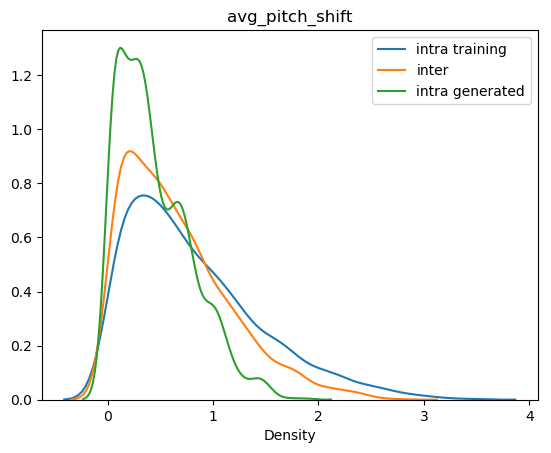 avg_pitch_shift
intra training
inter
intra generated
1.2
1.0
0.8
0.6
0.4
0.2
0.0
0 1 2 3 4
Density